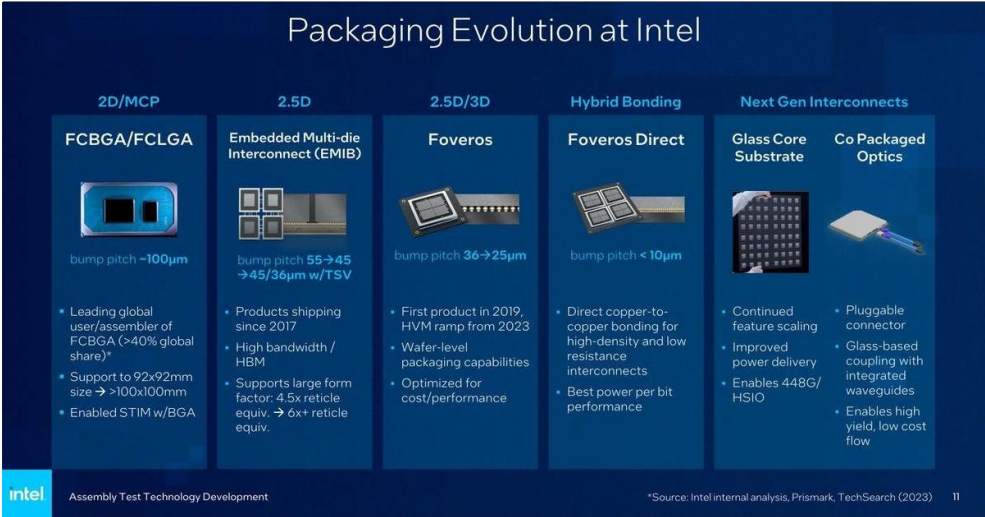 Packaging Evolution at Intel
2D/MCP
FCBGA/FCLGA
bump pitch ~100µm
• Leading global
user/assembler of
FCBGA (>40% global
share)*
• Support to 92x92mm
size → >100x100mm
• Enabled STIM w/BGA
2.5D
Embedded Multi-die
Interconnect (EMIB)
bump pitch 55→45
→45/36µm w/TSV
• Products shipping
since 2017
• High bandwidth /
HBM
• Supports large form
factor: 4.5x reticle
equiv. → 6x+ reticle
equiv.
2.5D/3D
Foveros
bump pitch 36→25µm
• First product in 2019,
HVM ramp from 2023
• Wafer-level
packaging capabilities
• Optimized for
cost/performance
Hybrid Bonding
Foveros Direct
bump pitch < 10µm
• Direct copper-to-
copper bonding for
high-density and low
resistance
interconnects
• Best power per bit
performance
Next Gen Interconnects
Glass Core
Substrate
• Continued
feature scaling
• Improved
power delivery
• Enables 448G/
HSIO
Co Packaged
Optics
• Pluggable
connector
• Glass-based
coupling with
integrated
waveguides
• Enables high
yield, low cost
flow
intel.
Assembly Test Technology Development
*Source: Intel internal analysis, Prismark, TechSearch (2023)
11